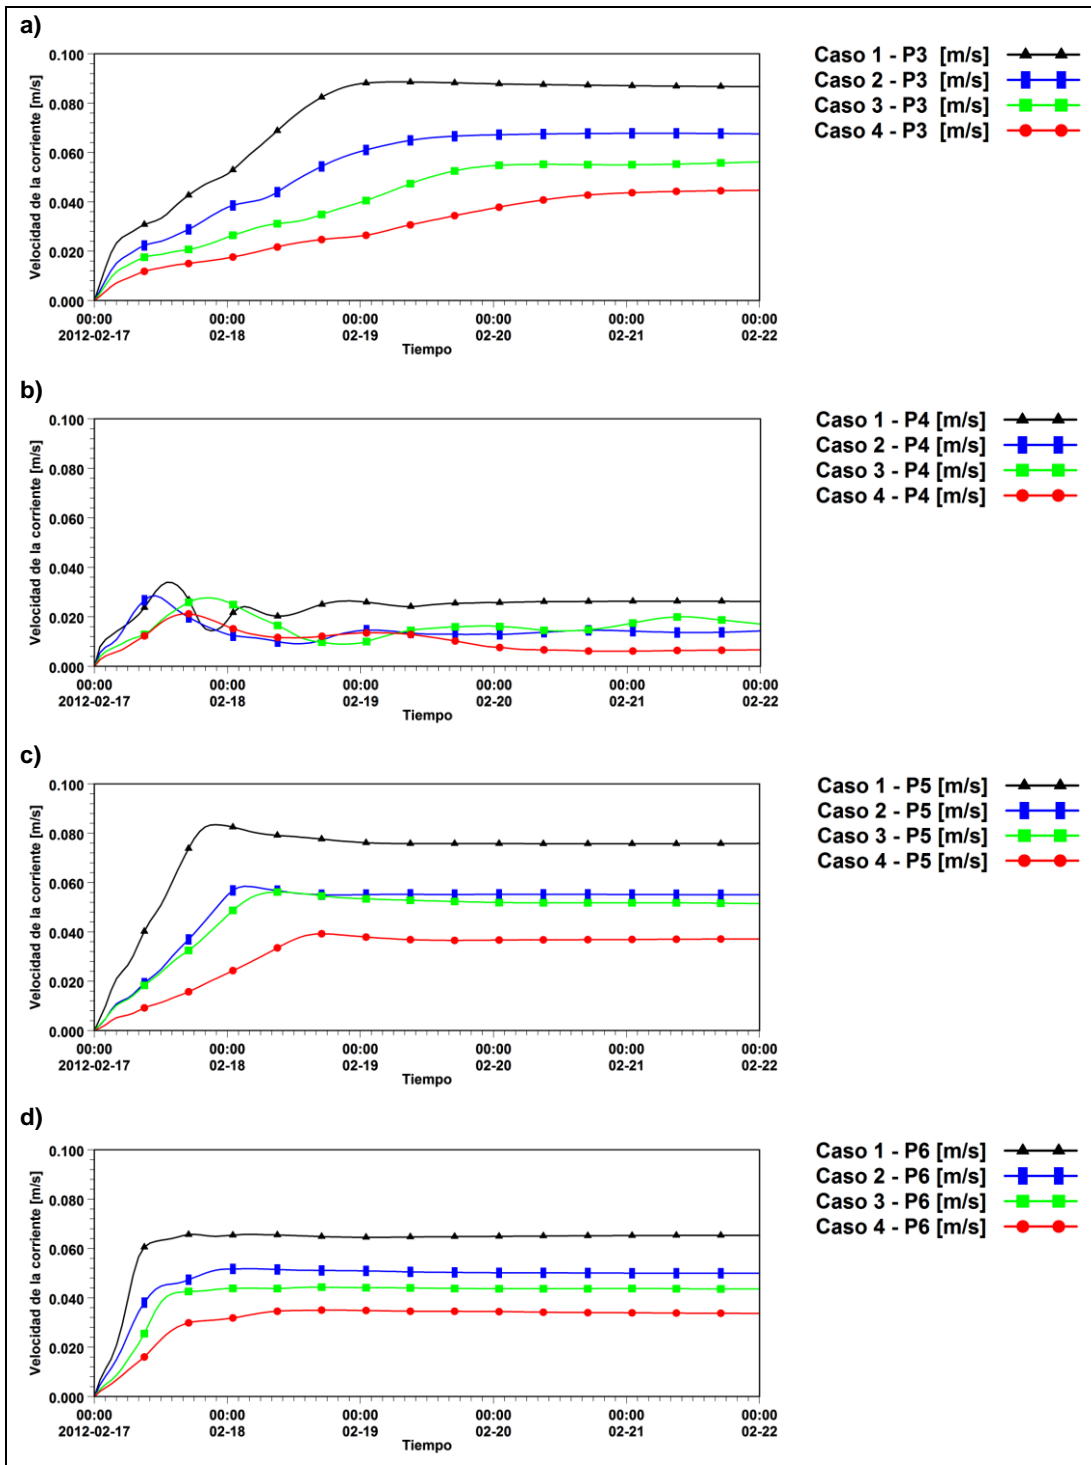 a)
Velocidad de la corriente [m/s]
0.100
0.080
0.060
0.040
0.020
0.000
00:00 00:00 00:00 00:00 00:00 00:00
2012-02-17 02-18 02-19 02-20 02-21 02-22
Tiempo
Caso 1 - P3 [m/s]
Caso 2 - P3 [m/s]
Caso 3 - P3 [m/s]
Caso 4 - P3 [m/s]
b)
Velocidad de la corriente [m/s]
0.100
0.080
0.060
0.040
0.020
0.000
00:00 00:00 00:00 00:00 00:00 00:00
2012-02-17 02-18 02-19 02-20 02-21 02-22
Tiempo
Caso 1 - P4 [m/s]
Caso 2 - P4 [m/s]
Caso 3 - P4 [m/s]
Caso 4 - P4 [m/s]
c)
Velocidad de la corriente [m/s]
0.100
0.080
0.060
0.040
0.020
0.000
00:00 00:00 00:00 00:00 00:00 00:00
2012-02-17 02-18 02-19 02-20 02-21 02-22
Tiempo
Caso 1 - P5 [m/s]
Caso 2 - P5 [m/s]
Caso 3 - P5 [m/s]
Caso 4 - P5 [m/s]
d)
Velocidad de la corriente [m/s]
0.100
0.080
0.060
0.040
0.020
0.000
00:00 00:00 00:00 00:00 00:00 00:00
2012-02-17 02-18 02-19 02-20 02-21 02-22
Tiempo
Caso 1 - P6 [m/s]
Caso 2 - P6 [m/s]
Caso 3 - P6 [m/s]
Caso 4 - P6 [m/s]